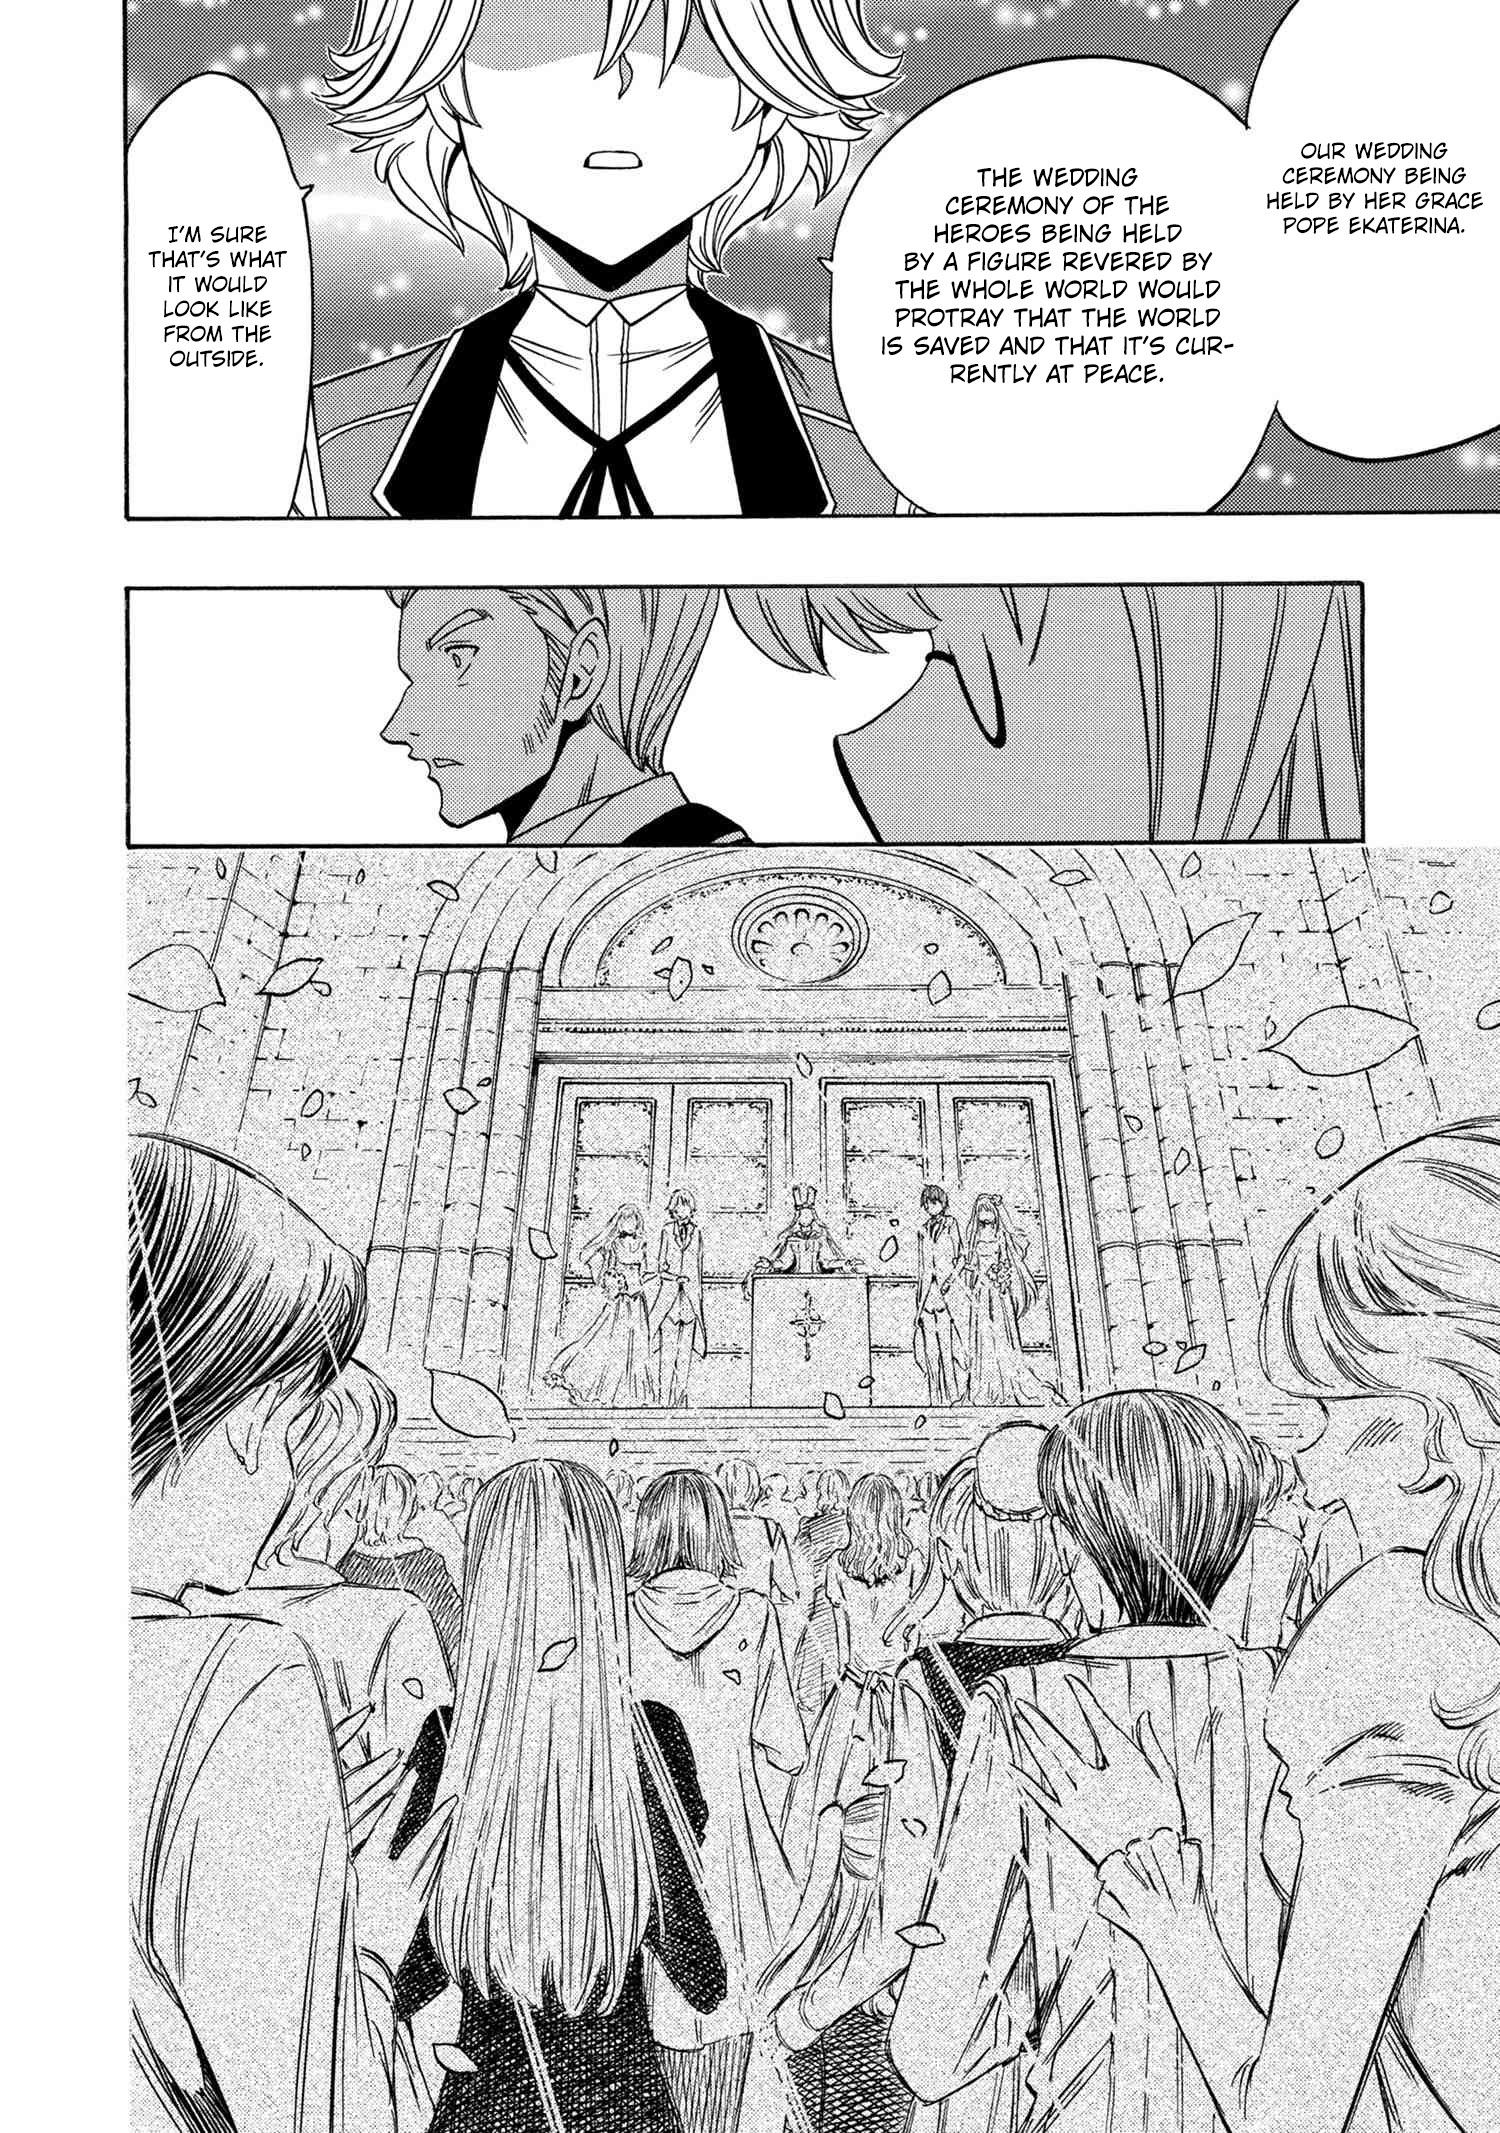 OUR WEDDING
CEREMONY BEING
HELD BY HER GRACE
POPE EKATERINA.
THE WEDDING
CEREMONY OF THE
HEROES BEING HELD
BY A FIGURE REVERED BY
THE WHOLE WORLD WOULD
PROTRAY THAT THE WORLD
IS SAVED AND THAT IT'S CUR-
RENTLY AT PEACE.
I'M SURE
THAT'S WHAT
IT WOULD
LOOK LIKE
FROM THE
OUTSIDE.